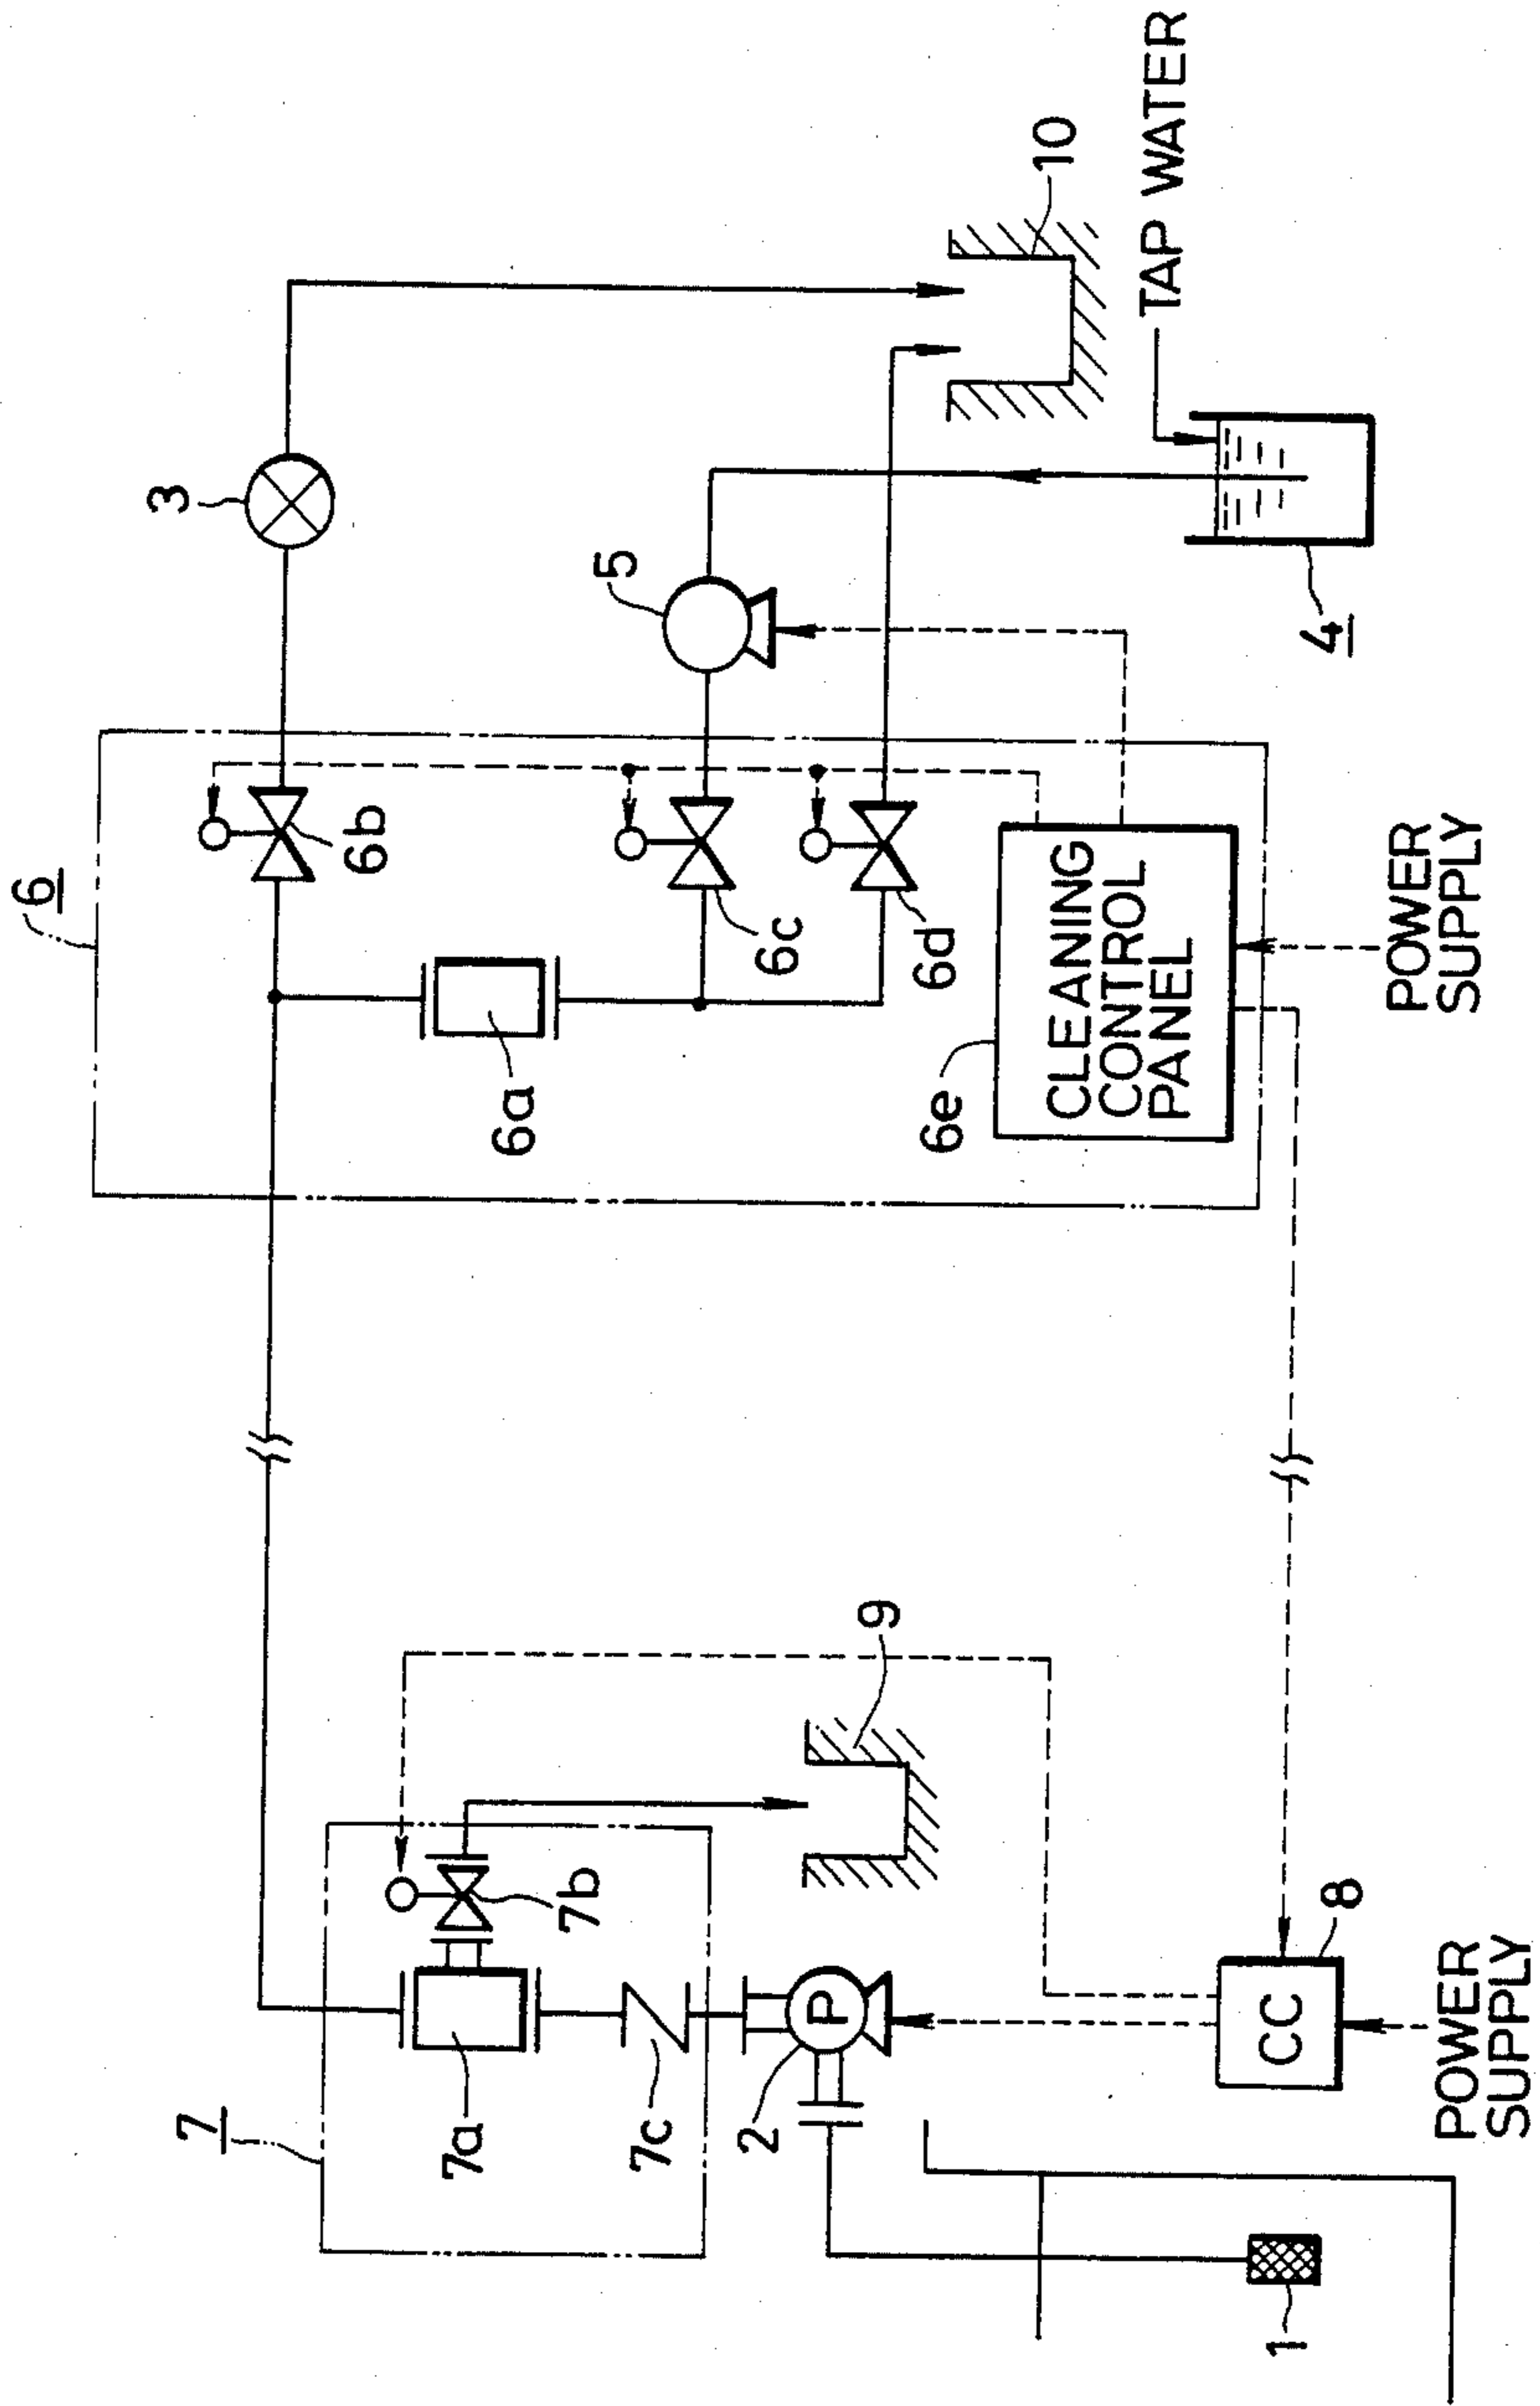 6
3
6b
6a
5
6c
6d
10
TAP WATER
4
6e
CLEANING
CONTROL
PANEL
POWER
SUPPLY
7
7a
7b
7c
9
2
P
1
CC
8
POWER
SUPPLY